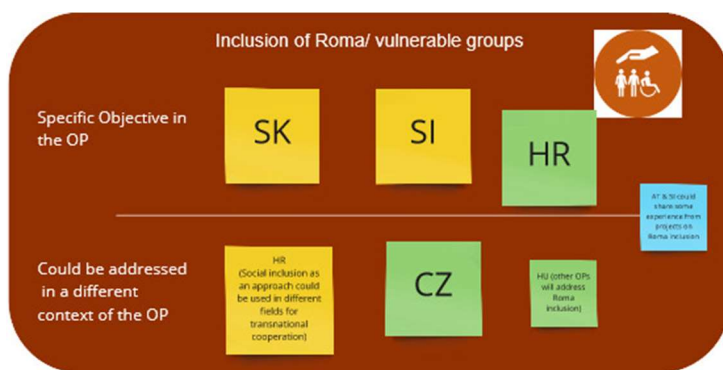 Inclusion of Roma/ vulnerable groups
Specific Objective in
the OP
SK
SI
HR
AT & SI could
share some
experience from
projects on
Roma inclusion
Could be addressed
in a different
context of the OP
HR
(Social inclusion as
an approach could
be used in different
fields for
transnational
cooperation)
CZ
HU (other OPs
will address
Roma
inclusion)